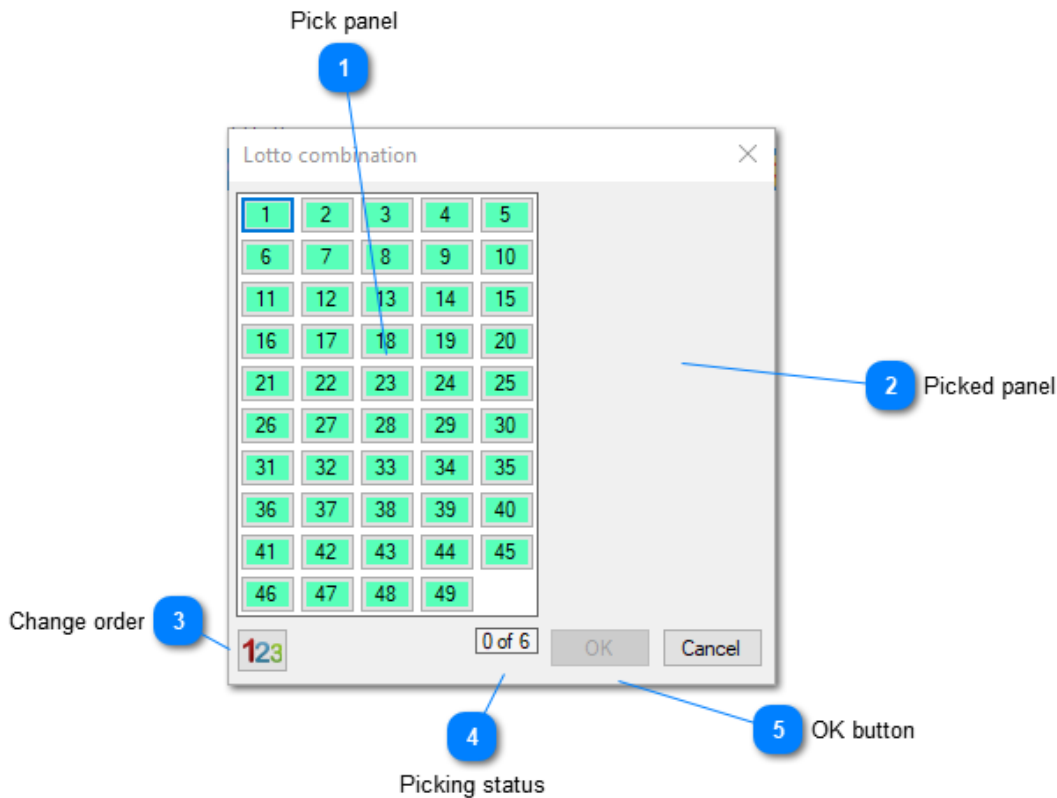 Pick panel
1
Lotto combination
1 2 3 4 5
6 7 8 9 10
11 12 13 14 15
16 17 18 19 20
21 22 23 24 25
2 Picked panel
26 27 28 29 30
31 32 33 34 35
36 37 38 39 40
41 42 43 44 45
46 47 48 49
Change order 3
123
0 of 6 OK Cancel
4
5 OK button
Picking status